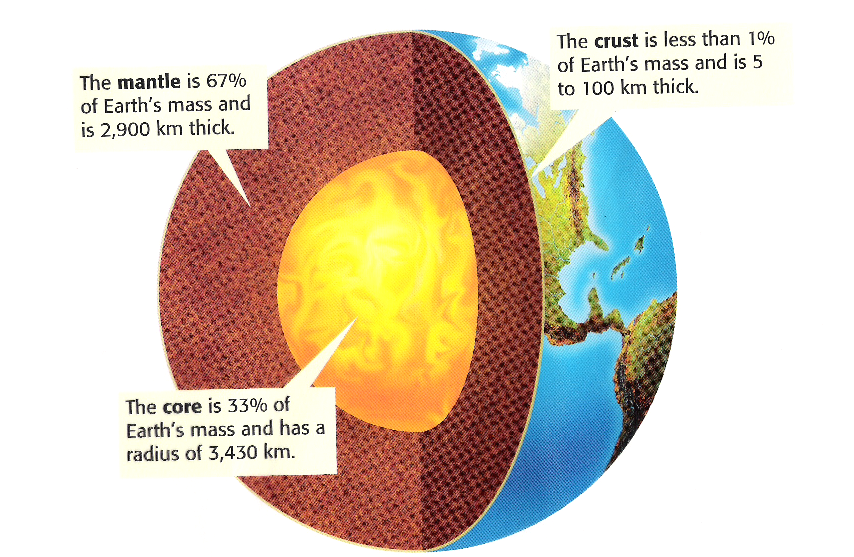 The mantle is 67%
of Earth's mass and
is 2,900 km thick.
The crust is less than 1%
of Earth's mass and is 5
to 100 km thick.
The core is 33% of
Earth's mass and has a
radius of 3,430 km.